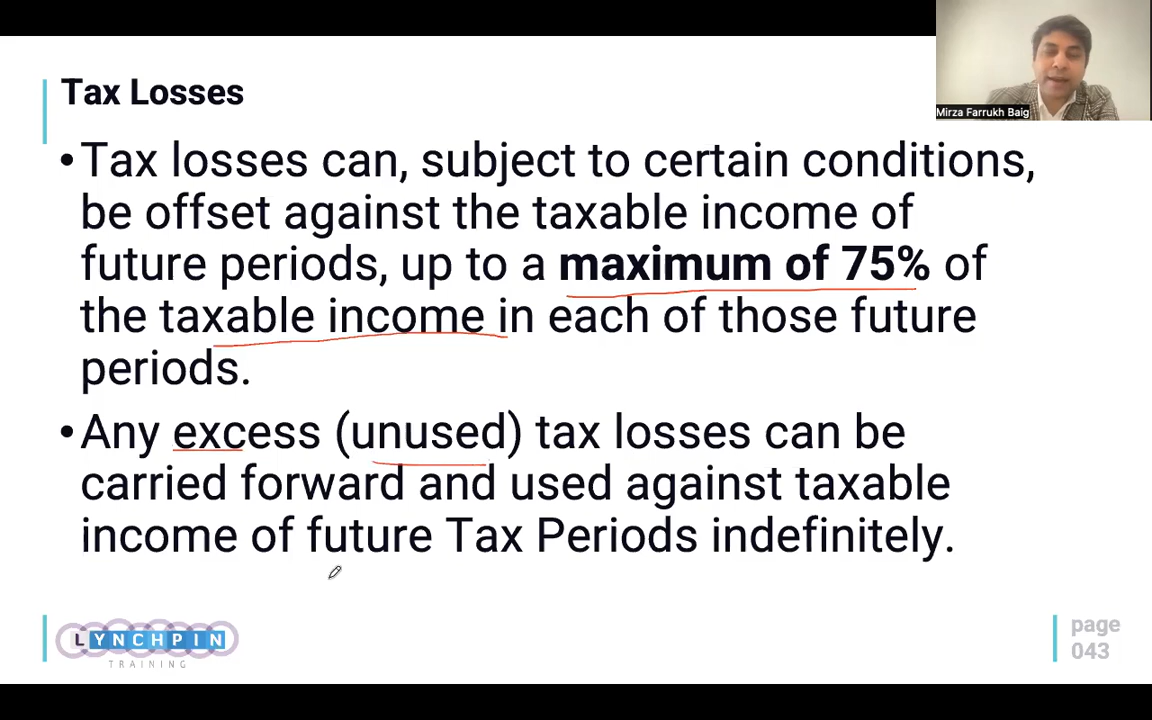 Mirza Farrukh Baig
Tax Losses
•Tax losses can, subject to certain conditions,
be offset against the taxable income of
future periods, up to a maximum of 75% of
the taxable income in each of those future
periods.
•Any excess (unused) tax losses can be
carried forward and used against taxable
income of future Tax Periods indefinitely.
LYNCHPIN
TRAINING
page
043